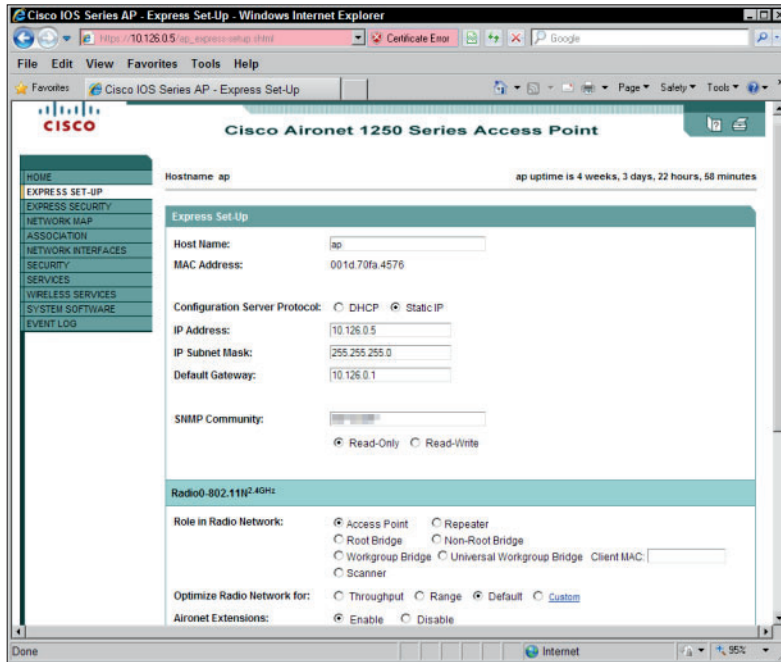 Cisco IOS Series AP - Express Set-Up - Windows Internet Explorer
https://10.126.0.5/ap_express-setup.shtml
Certificate Error
Google
File Edit View Favorites Tools Help
Favorites
Cisco IOS Series AP - Express Set-Up
Page Safety Tools
CISCO
Cisco Aironet 1250 Series Access Point
HOME
EXPRESS SET-UP
EXPRESS SECURITY
NETWORK MAP
ASSOCIATION
NETWORK INTERFACES
SECURITY
SERVICES
WIRELESS SERVICES
SYSTEM SOFTWARE
EVENT LOG
Hostname ap
ap uptime is 4 weeks, 3 days, 22 hours, 58 minutes
Express Set-Up
Host Name: ap
MAC Address: 001d.70fa.4576
Configuration Server Protocol: DHCP Static IP
IP Address: 10.126.0.5
IP Subnet Mask: 255.255.255.0
Default Gateway: 10.126.0.1
SNMP Community:
Read-Only Read-Write
Radio0-802.11N2.4GHz
Role in Radio Network: Access Point Repeater
Root Bridge Non-Root Bridge
Workgroup Bridge Universal Workgroup Bridge Client MAC:
Scanner
Optimize Radio Network for: Throughput Range Default Custom
Aironet Extensions: Enable Disable
Done
Internet
95%